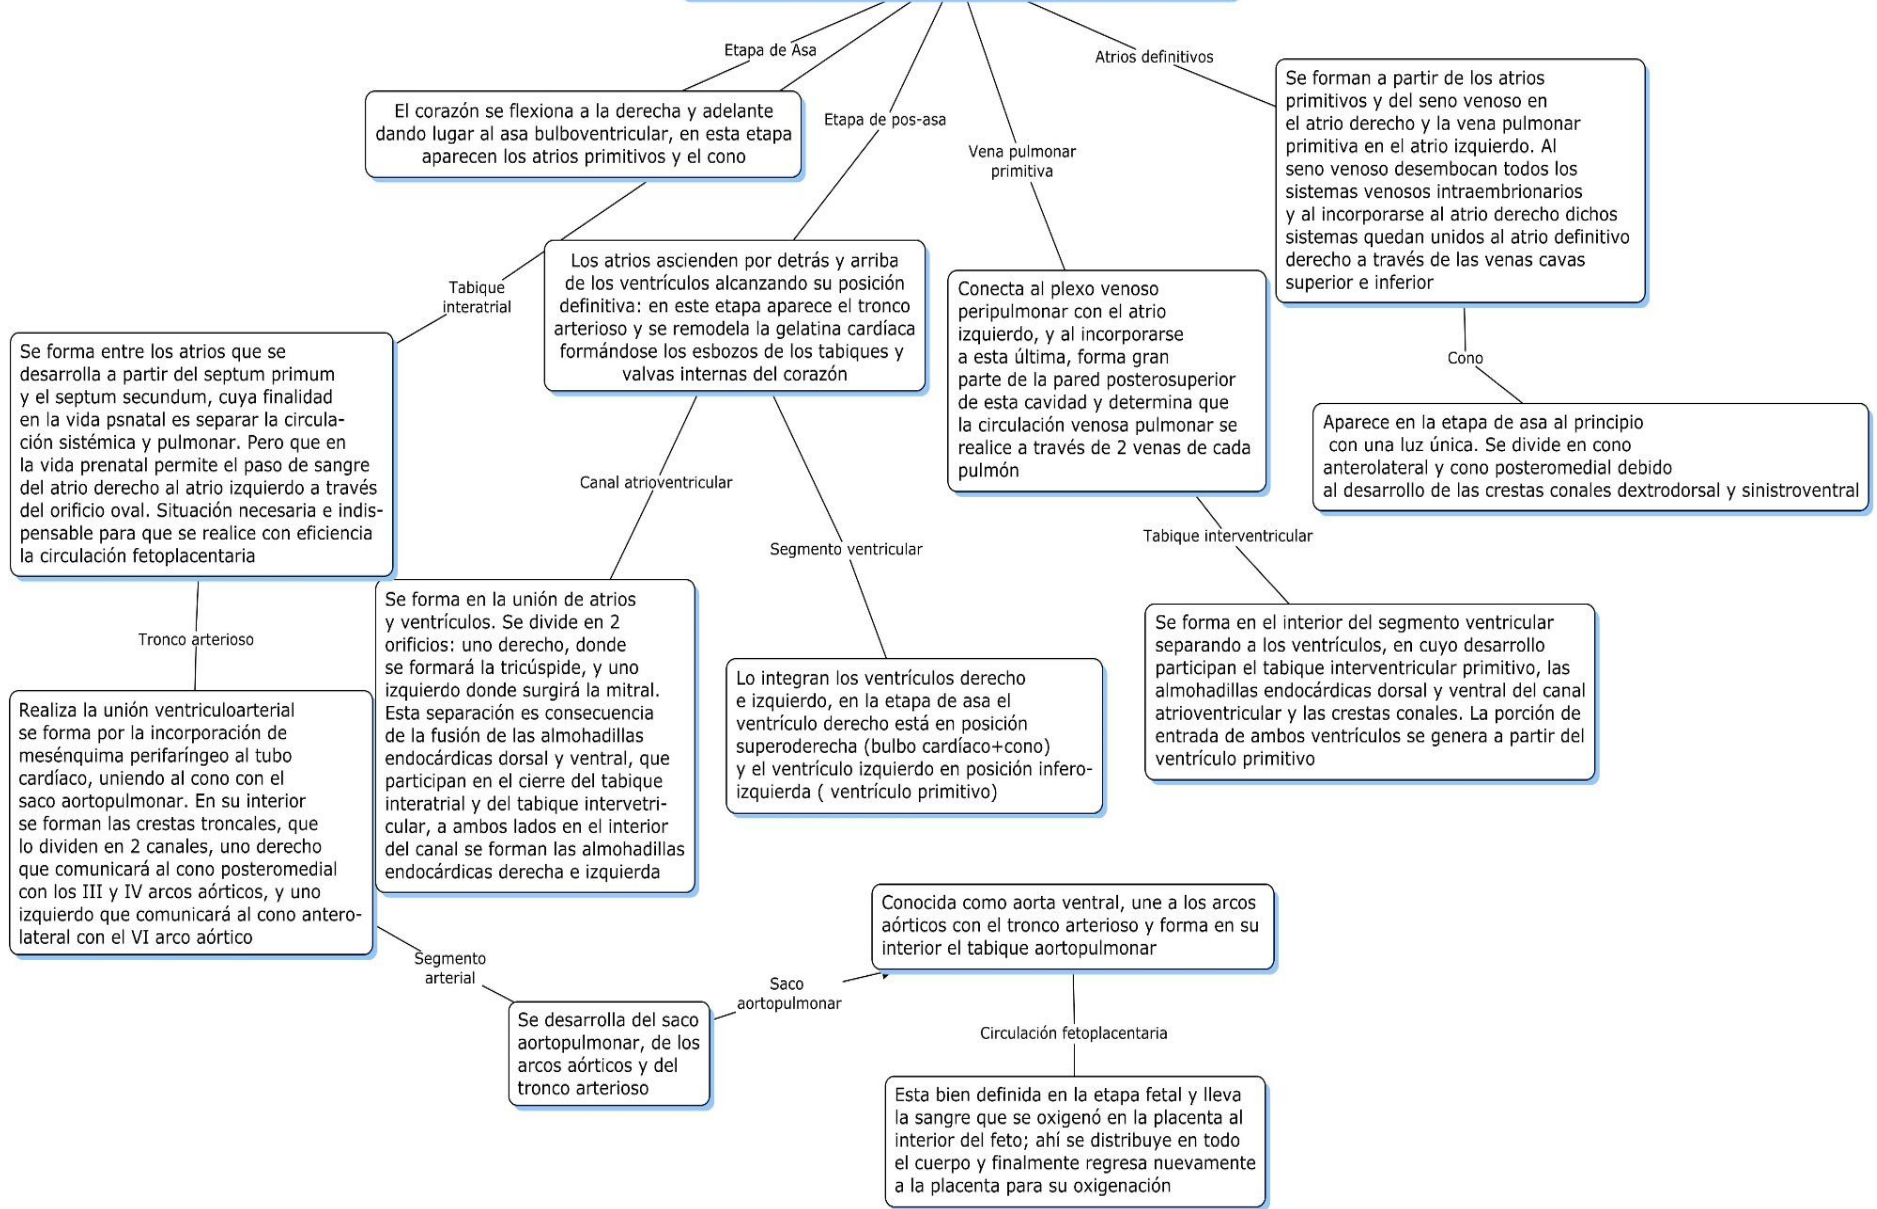 Etapa de Asa
El corazón se flexiona a la derecha y adelante
dando lugar al asa bulboventricular, en esta etapa
aparecen los atrios primitivos y el cono
Etapa de pos-asa
Vena pulmonar
primitiva
Atrios definitivos
Se forman a partir de los atrios
primitivos y del seno venoso en
el atrio derecho y la vena pulmonar
primitiva en el atrio izquierdo. Al
seno venoso desembocan todos los
sistemas venosos intraembrionarios
y al incorporarse al atrio derecho dichos
sistemas quedan unidos al atrio definitivo
derecho a través de las venas cavas
superior e inferior
Tabique
interatrial
Los atrios ascienden por detrás y arriba
de los ventrículos alcanzando su posición
definitiva: en este etapa aparece el tronco
arterioso y se remodela la gelatina cardíaca
formándose los esbozos de los tabiques y
valvas internas del corazón
Conecta al plexo venoso
peripulmonar con el atrio
izquierdo, y al incorporarse
a esta última, forma gran
parte de la pared posterosuperior
de esta cavidad y determina que
la circulación venosa pulmonar se
realice a través de 2 venas de cada
pulmón
Cono
Se forma entre los atrios que se
desarrolla a partir del septum primum
y el septum secundum, cuya finalidad
en la vida psnatal es separar la circula-
ción sistémica y pulmonar. Pero que en
la vida prenatal permite el paso de sangre
del atrio derecho al atrio izquierdo a través
del orificio oval. Situación necesaria e indis-
pensable para que se realice con eficiencia
la circulación fetoplacentaria
Aparece en la etapa de asa al principio
con una luz única. Se divide en cono
anterolateral y cono posteromedial debido
al desarrollo de las crestas conales dextrodorsal y sinistroventral
Canal atrioventricular
Segmento ventricular
Tabique interventricular
Tronco arterioso
Se forma en la unión de atrios
y ventrículos. Se divide en 2
orificios: uno derecho, donde
se formará la tricúspide, y uno
izquierdo donde surgirá la mitral.
Esta separación es consecuencia
de la fusión de las almohadillas
endocárdicas dorsal y ventral, que
participan en el cierre del tabique
interatrial y del tabique intervetri-
cular, a ambos lados en el interior
del canal se forman las almohadillas
endocárdicas derecha e izquierda
Lo integran los ventrículos derecho
e izquierdo, en la etapa de asa el
ventrículo derecho está en posición
superoderecha (bulbo cardíaco+cono)
y el ventrículo izquierdo en posición infero-
izquierda ( ventrículo primitivo)
Se forma en el interior del segmento ventricular
separando a los ventrículos, en cuyo desarrollo
participan el tabique interventricular primitivo, las
almohadillas endocárdicas dorsal y ventral del canal
atrioventricular y las crestas conales. La porción de
entrada de ambos ventrículos se genera a partir del
ventrículo primitivo
Realiza la unión ventriculoarterial
se forma por la incorporación de
mesénquima perifaríngeo al tubo
cardíaco, uniendo al cono con el
saco aortopulmonar. En su interior
se forman las crestas troncales, que
lo dividen en 2 canales, uno derecho
que comunicará al cono posteromedial
con los III y IV arcos aórticos, y uno
izquierdo que comunicará al cono antero-
lateral con el VI arco aórtico
Segmento
arterial
Se desarrolla del saco
aortopulmonar, de los
arcos aórticos y del
tronco arterioso
Saco
aortopulmonar
Conocida como aorta ventral, une a los arcos
aórticos con el tronco arterioso y forma en su
interior el tabique aortopulmonar
Circulación fetoplacentaria
Esta bien definida en la etapa fetal y lleva
la sangre que se oxigenó en la placenta al
interior del feto; ahí se distribuye en todo
el cuerpo y finalmente regresa nuevamente
a la placenta para su oxigenación